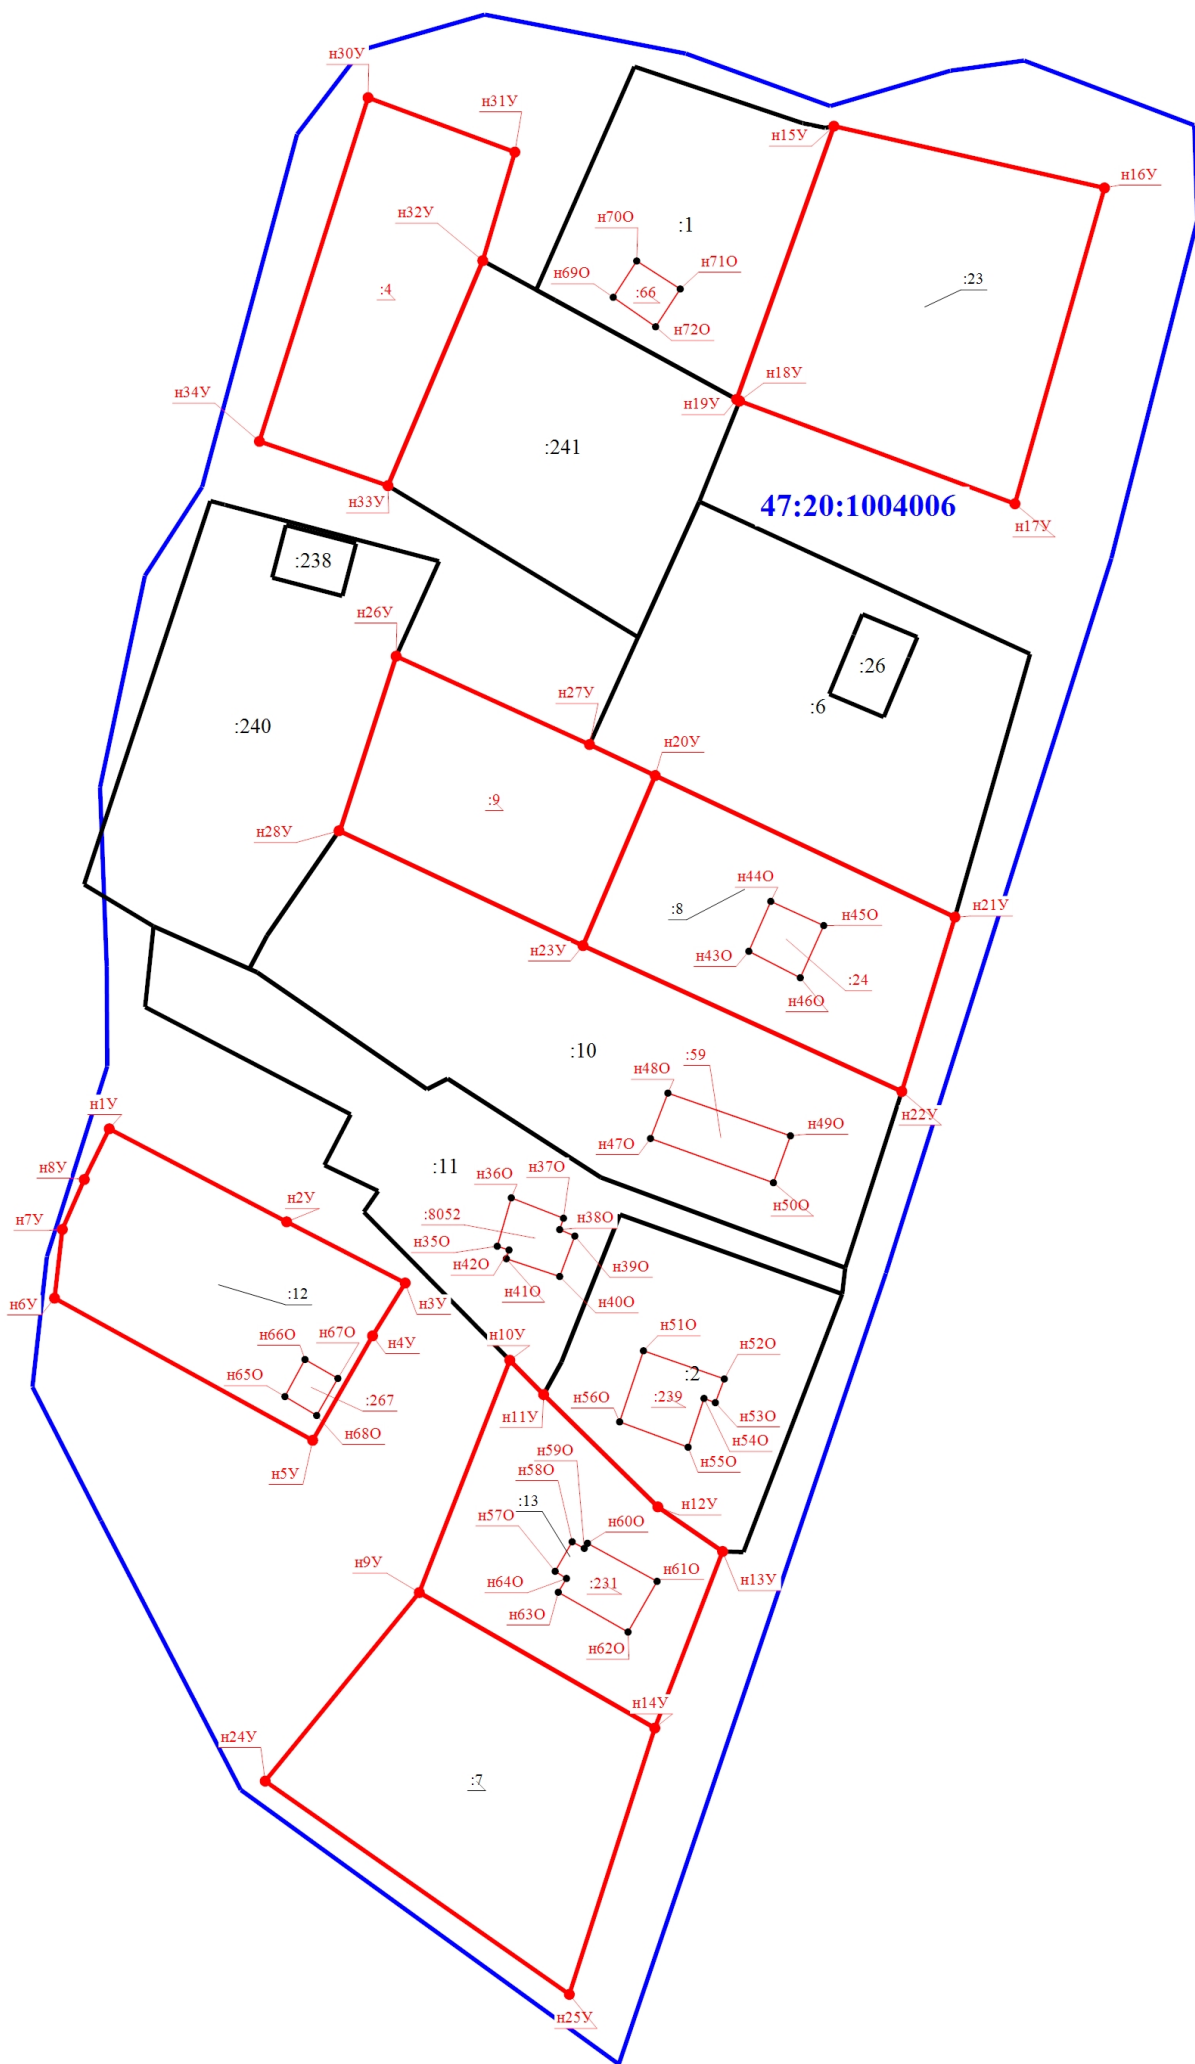 н30У
н31У
н15У
н16У
н32У
н70О
:1
н71О
н69О
:66
:4
:23
н72О
н18У
н34У
н19У
:241
н33У
47:20:1004006
н17У
:238
н26У
:26
н27У
:6
:240
н20У
:9
н28У
н44О
:8
н21У
н45О
н23У
н43О
:24
н46О
:10
:59
н48О
н1У
н22У
н49О
н47О
н8У
:11
н37О
н36О
н50О
н2У
н7У
:8052
н38О
н35О
н42О
н39О
н41О
н40О
:12
н6У
н3У
н67О
н66О
н10У
н4У
н51О
н52О
н65О
:267
:2
:239
н56О
н11У
н53О
н68О
н54О
н5У
н59О
н55О
н58О
:13
н12У
н57О
н60О
н9У
н61О
н64О
:231
н13У
н63О
н62О
н14У
н24У
:7
н25У